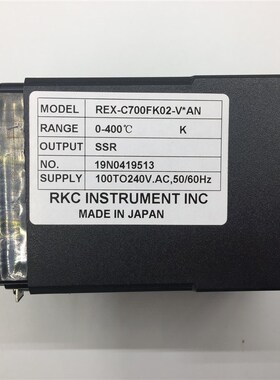 MODEL REX-C700FK02-V*AN
RANGE 0-400℃ K
OUTPUT SSR
NO. 19N0419513
SUPPLY 100TO240V.AC,50/60Hz
RKC INSTRUMENT INC
MADE IN JAPAN